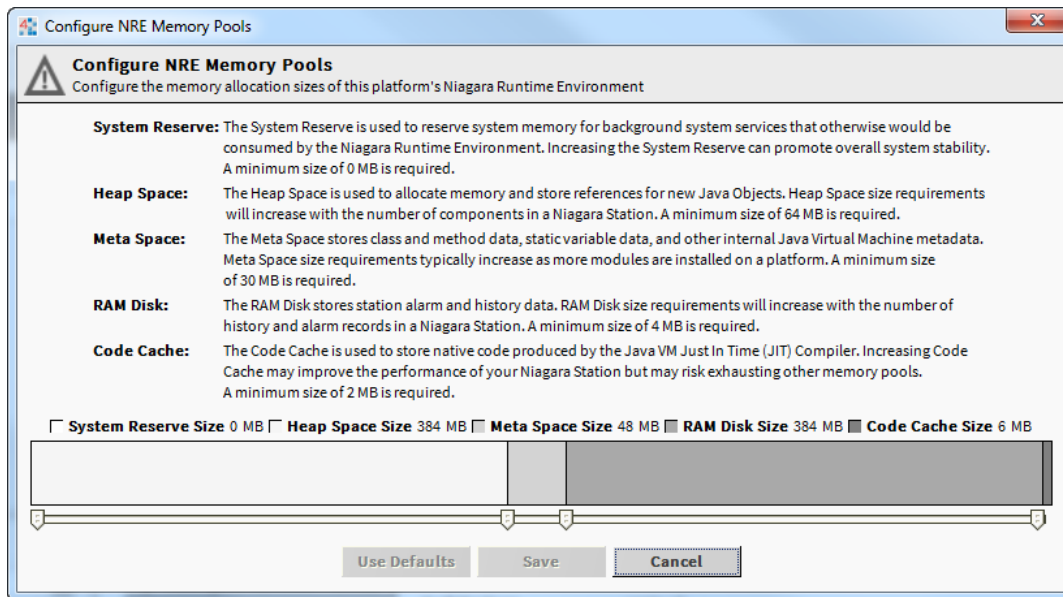 Configure NRE Memory Pools
Configure NRE Memory Pools
Configure the memory allocation sizes of this platform's Niagara Runtime Environment
System Reserve: The System Reserve is used to reserve system memory for background system services that otherwise would be
consumed by the Niagara Runtime Environment. Increasing the System Reserve can promote overall system stability.
A minimum size of 0 MB is required.
Heap Space: The Heap Space is used to allocate memory and store references for new Java Objects. Heap Space size requirements
will increase with the number of components in a Niagara Station. A minimum size of 64 MB is required.
Meta Space: The Meta Space stores class and method data, static variable data, and other internal Java Virtual Machine metadata.
Meta Space size requirements typically increase as more modules are installed on a platform. A minimum size
of 30 MB is required.
RAM Disk: The RAM Disk stores station alarm and history data. RAM Disk size requirements will increase with the number of
history and alarm records in a Niagara Station. A minimum size of 4 MB is required.
Code Cache: The Code Cache is used to store native code produced by the Java VM Just In Time (JIT) Compiler. Increasing Code
Cache may improve the performance of your Niagara Station but may risk exhausting other memory pools.
A minimum size of 2 MB is required.
System Reserve Size 0 MB Heap Space Size 384 MB Meta Space Size 48 MB RAM Disk Size 384 MB Code Cache Size 6 MB
Use Defaults Save Cancel